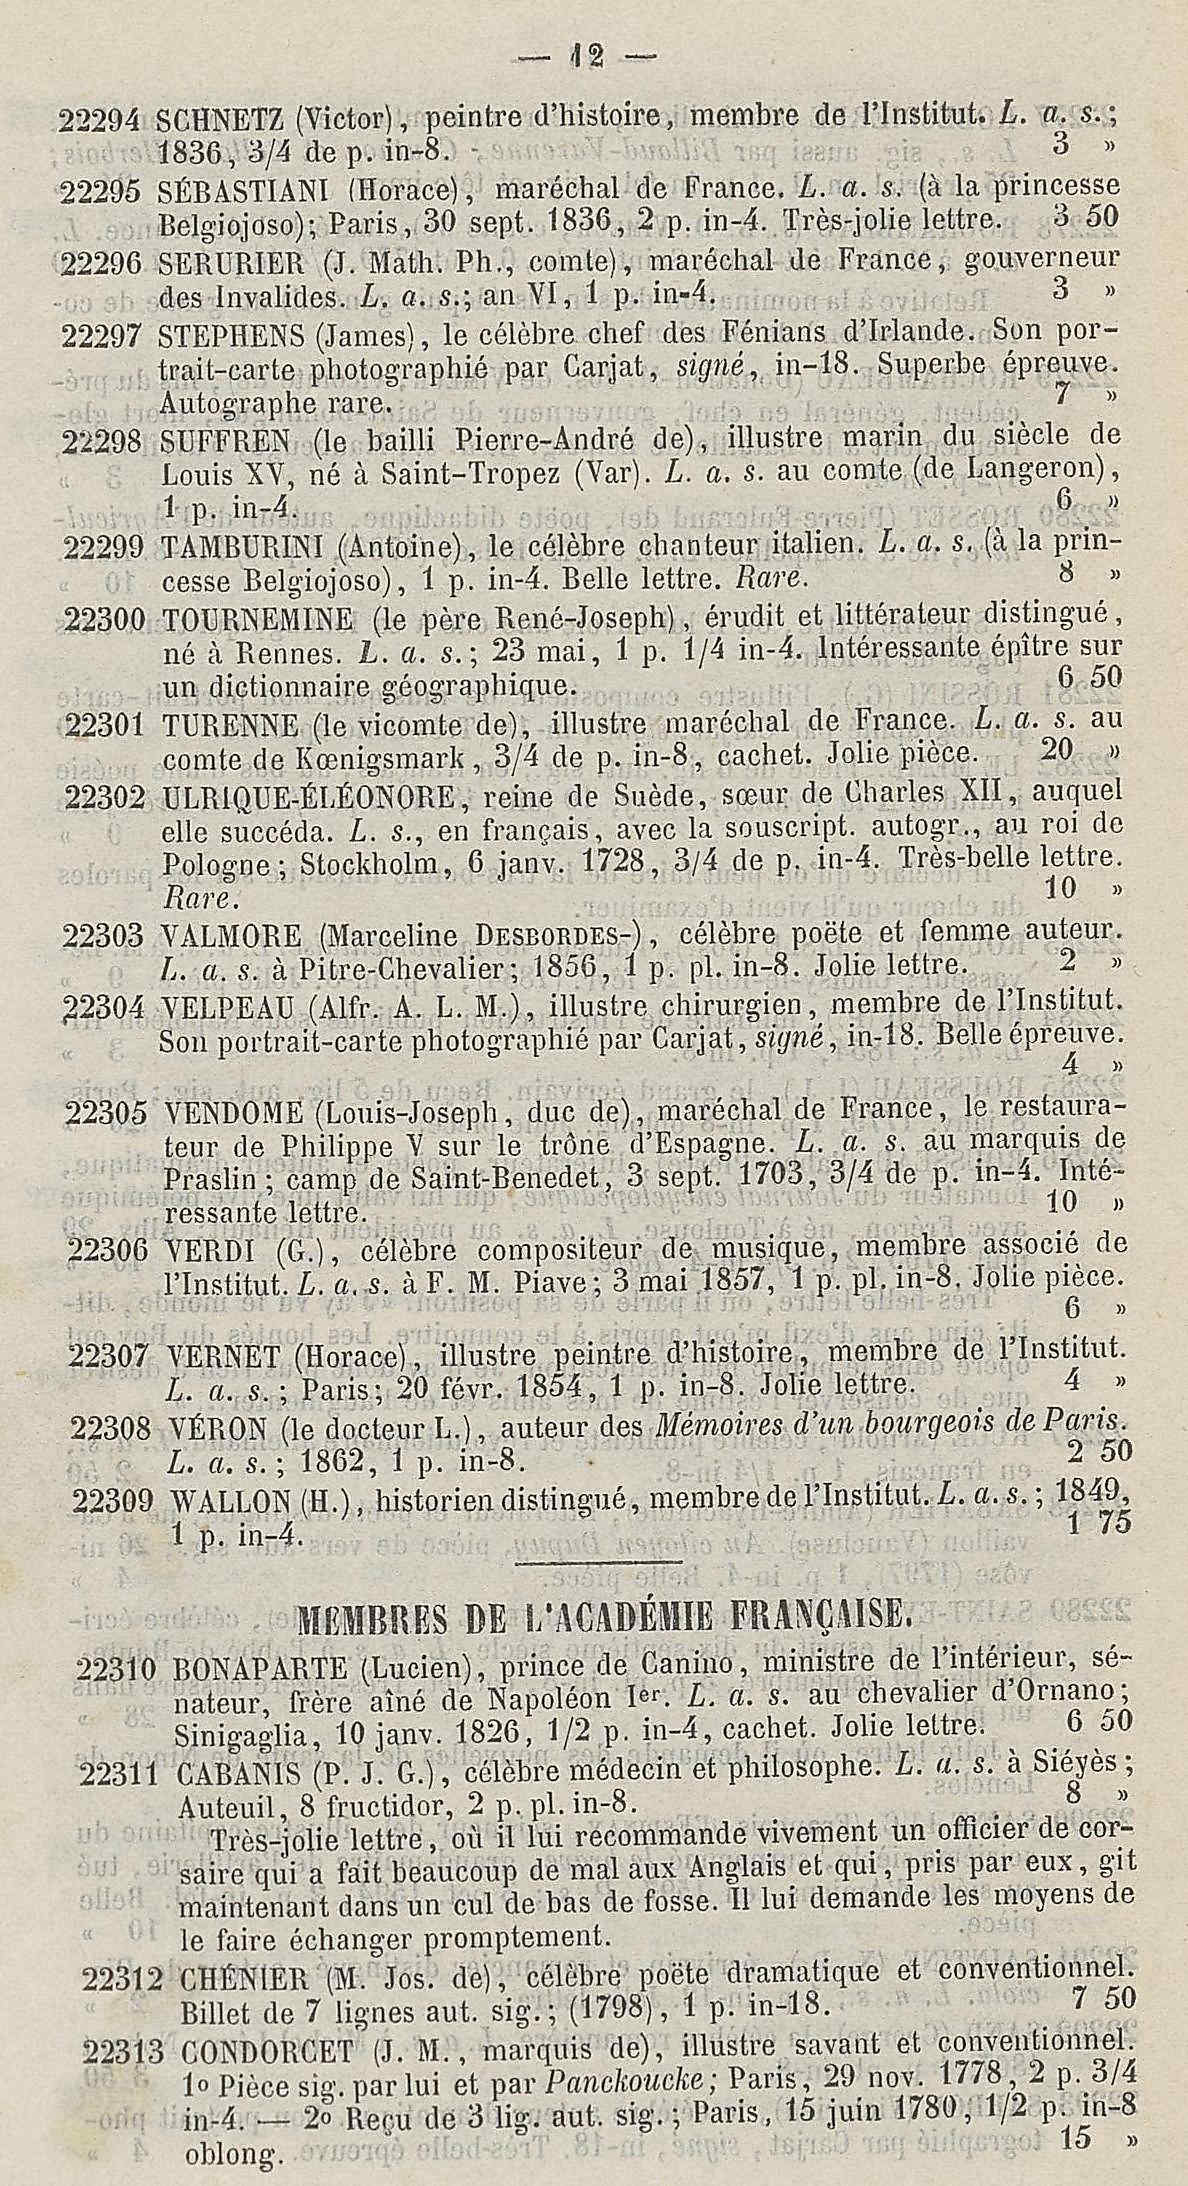 — 12 —
22294 SCHNETZ (Victor), peintre d'histoire, membre de l'Institut. L. a. s.;
1836, 3/4 de p. in-8. 3 »
22295 SÉBASTIANI (Horace), maréchal de France. L. a. s. (à la princesse
Belgiojoso); Paris, 30 sept. 1836, 2 p. in-4. Très-jolie lettre. 3 50
22296 SERURIER (J. Math. Ph., comte), maréchal de France, gouverneur
des Invalides. L. a. s.; an VI, 1 p. in-4. 3 »
22297 STEPHENS (James), le célèbre chef des Fénians d'Irlande. Son por-
trait-carte photographié par Carjat, signé, in-18. Superbe épreuve.
Autographe rare. 7 »
22298 SUFFREN (le bailli Pierre-André de), illustre marin du siècle de
Louis XV, né à Saint-Tropez (Var). L. a. s. au comte (de Langeron),
1 p. in-4. 6 »
22299 TAMBURINI (Antoine), le célèbre chanteur italien. L. a. s. (à la prin-
cesse Belgiojoso), 1 p. in-4. Belle lettre. Rare. 8 »
22300 TOURNEMINE (le père René-Joseph), érudit et littérateur distingué,
né à Rennes. L. a. s.; 23 mai, 1 p. 1/4 in-4. Intéressante épître sur
un dictionnaire géographique. 6 50
22301 TURENNE (le vicomte de), illustre maréchal de France. L. a. s. au
comte de Kœnigsmark, 3/4 de p. in-8, cachet. Jolie pièce. 20 »
22302 ULRIQUE-ÉLÉONORE, reine de Suède, sœur de Charles XII, auquel
elle succéda. L. s., en français, avec la souscript. autogr., au roi de
Pologne; Stockholm, 6 janv. 1728, 3/4 de p. in-4. Très-belle lettre.
Rare. 10 »
22303 VALMORE (Marceline DESBORDES-), célèbre poëte et femme auteur.
L. a. s. à Pitre-Chevalier; 1856, 1 p. pl. in-8. Jolie lettre. 2 »
22304 VELPEAU (Alfr. A. L. M.), illustre chirurgien, membre de l'Institut.
Son portrait-carte photographié par Carjat, signé, in-18. Belle épreuve.
4 »
22305 VENDOME (Louis-Joseph, duc de), maréchal de France, le restaura-
teur de Philippe V sur le trône d'Espagne. L. a. s. au marquis de
Praslin; camp de Saint-Benedet, 3 sept. 1703, 3/4 de p. in-4. Inté-
ressante lettre. 10 »
22306 VERDI (G.), célèbre compositeur de musique, membre associé de
l'Institut. L. a. s. à F. M. Piave; 3 mai 1857, 1 p. pl. in-8. Jolie pièce.
6 »
22307 VERNET (Horace), illustre peintre d'histoire, membre de l'Institut.
L. a. s.; Paris; 20 févr. 1854, 1 p. in-8. Jolie lettre. 4 »
22308 VÉRON (le docteur L.), auteur des Mémoires d'un bourgeois de Paris.
L. a. s.; 1862, 1 p. in-8. 2 50
22309 WALLON (H.), historien distingué, membre de l'Institut. L. a. s.; 1849,
1 p. in-4. 1 75
MEMBRES DE L'ACADÉMIE FRANÇAISE.
22310 BONAPARTE (Lucien), prince de Canino, ministre de l'intérieur, sé-
nateur, frère aîné de Napoléon Ier. L. a. s. au chevalier d'Ornano;
Sinigaglia, 10 janv. 1826, 1/2 p. in-4, cachet. Jolie lettre. 6 50
22311 CABANIS (P. J. G.), célèbre médecin et philosophe. L. a. s. à Siéyès;
Auteuil, 8 fructidor, 2 p. pl. in-8. 8 »
Très-jolie lettre, où il lui recommande vivement un officier de cor-
saire qui a fait beaucoup de mal aux Anglais et qui, pris par eux, git
maintenant dans un cul de bas de fosse. Il lui demande les moyens de
le faire échanger promptement.
22312 CHÉNIER (M. Jos. de), célèbre poëte dramatique et conventionnel.
Billet de 7 lignes aut. sig.; (1798), 1 p. in-18. 7 50
22313 CONDORCET (J. M., marquis de), illustre savant et conventionnel.
1o Pièce sig. par lui et par Panckoucke; Paris, 29 nov. 1778, 2 p. 3/4
in-4. — 2o Reçu de 3 lig. aut. sig.; Paris, 15 juin 1780, 1/2 p. in-8
oblong. 15 »